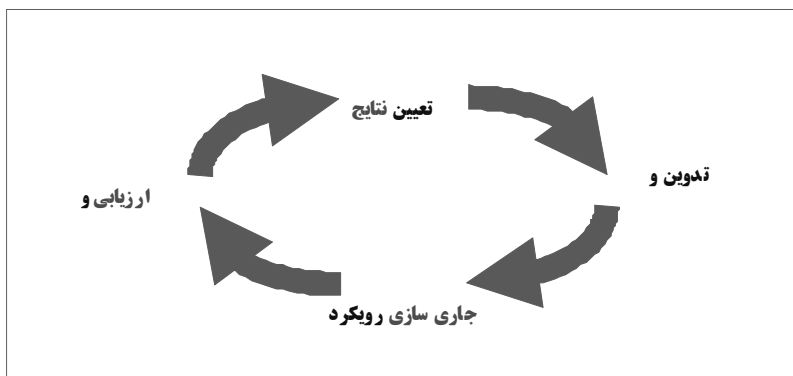 تعیین نتایج
تدوین و
ارزیابی و
جاری سازی رویکرد